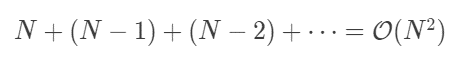 N + (N − 1) + (N − 2) + ··· = 𝒪(N²)